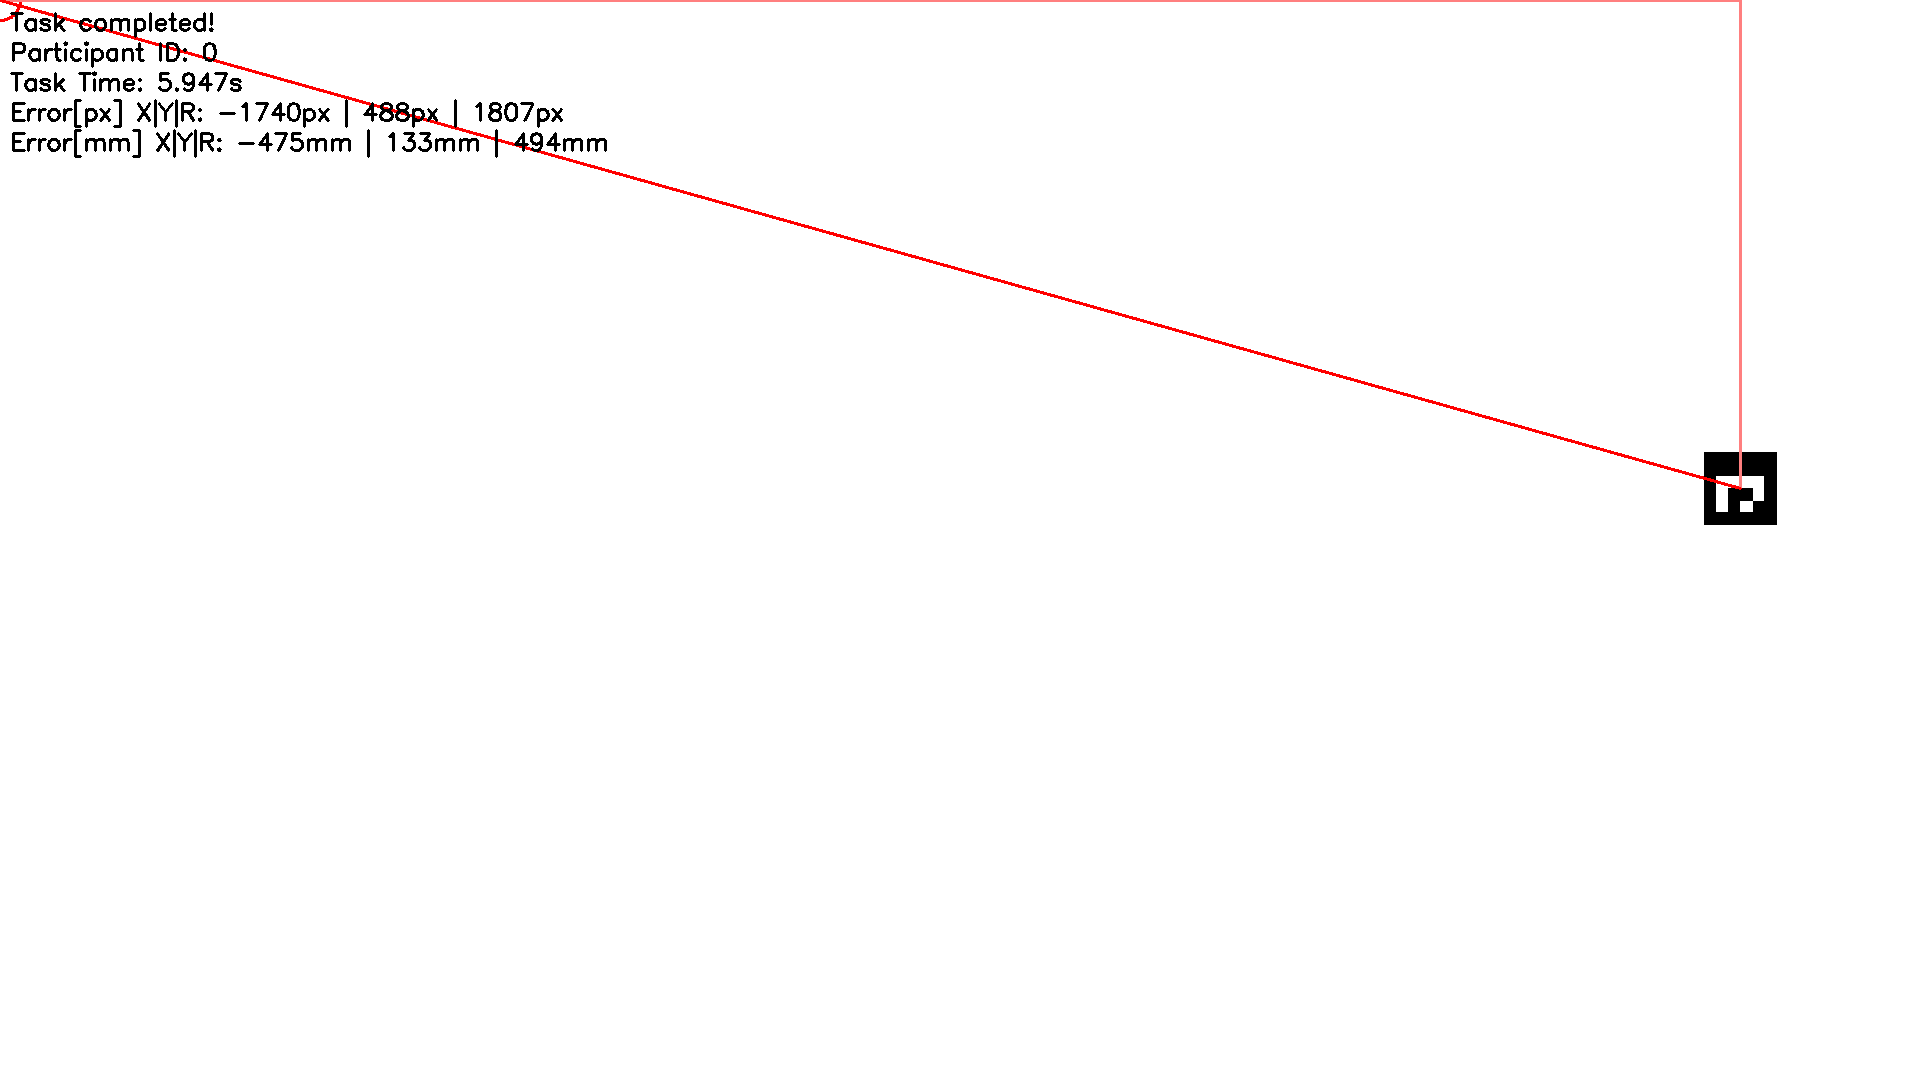 Task completed!
Participant ID: 0
Task Time: 5.947s
Error[px] X|Y|R: -1740px | 488px | 1807px
Error[mm] X|Y|R: -475mm | 133mm | 494mm